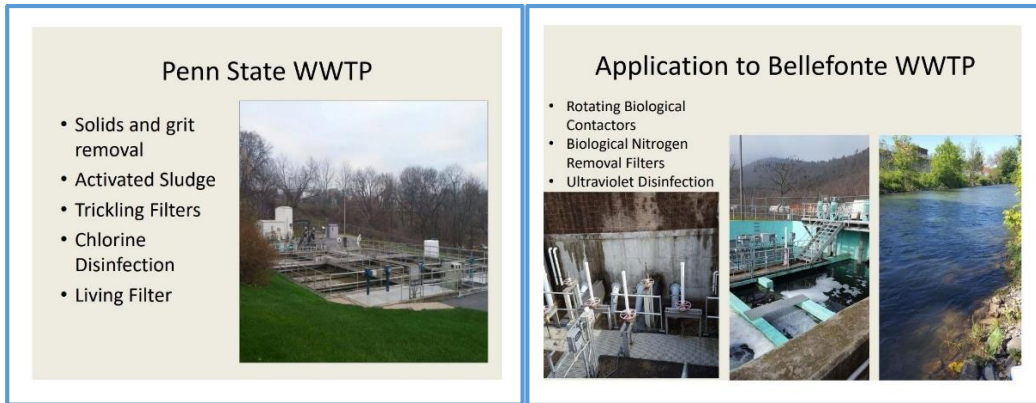 Penn State WWTP
• Solids and grit
removal
• Activated Sludge
• Trickling Filters
• Chlorine
Disinfection
• Living Filter
Application to Bellefonte WWTP
• Rotating Biological
Contactors
• Biological Nitrogen
Removal Filters
• Ultraviolet Disinfection